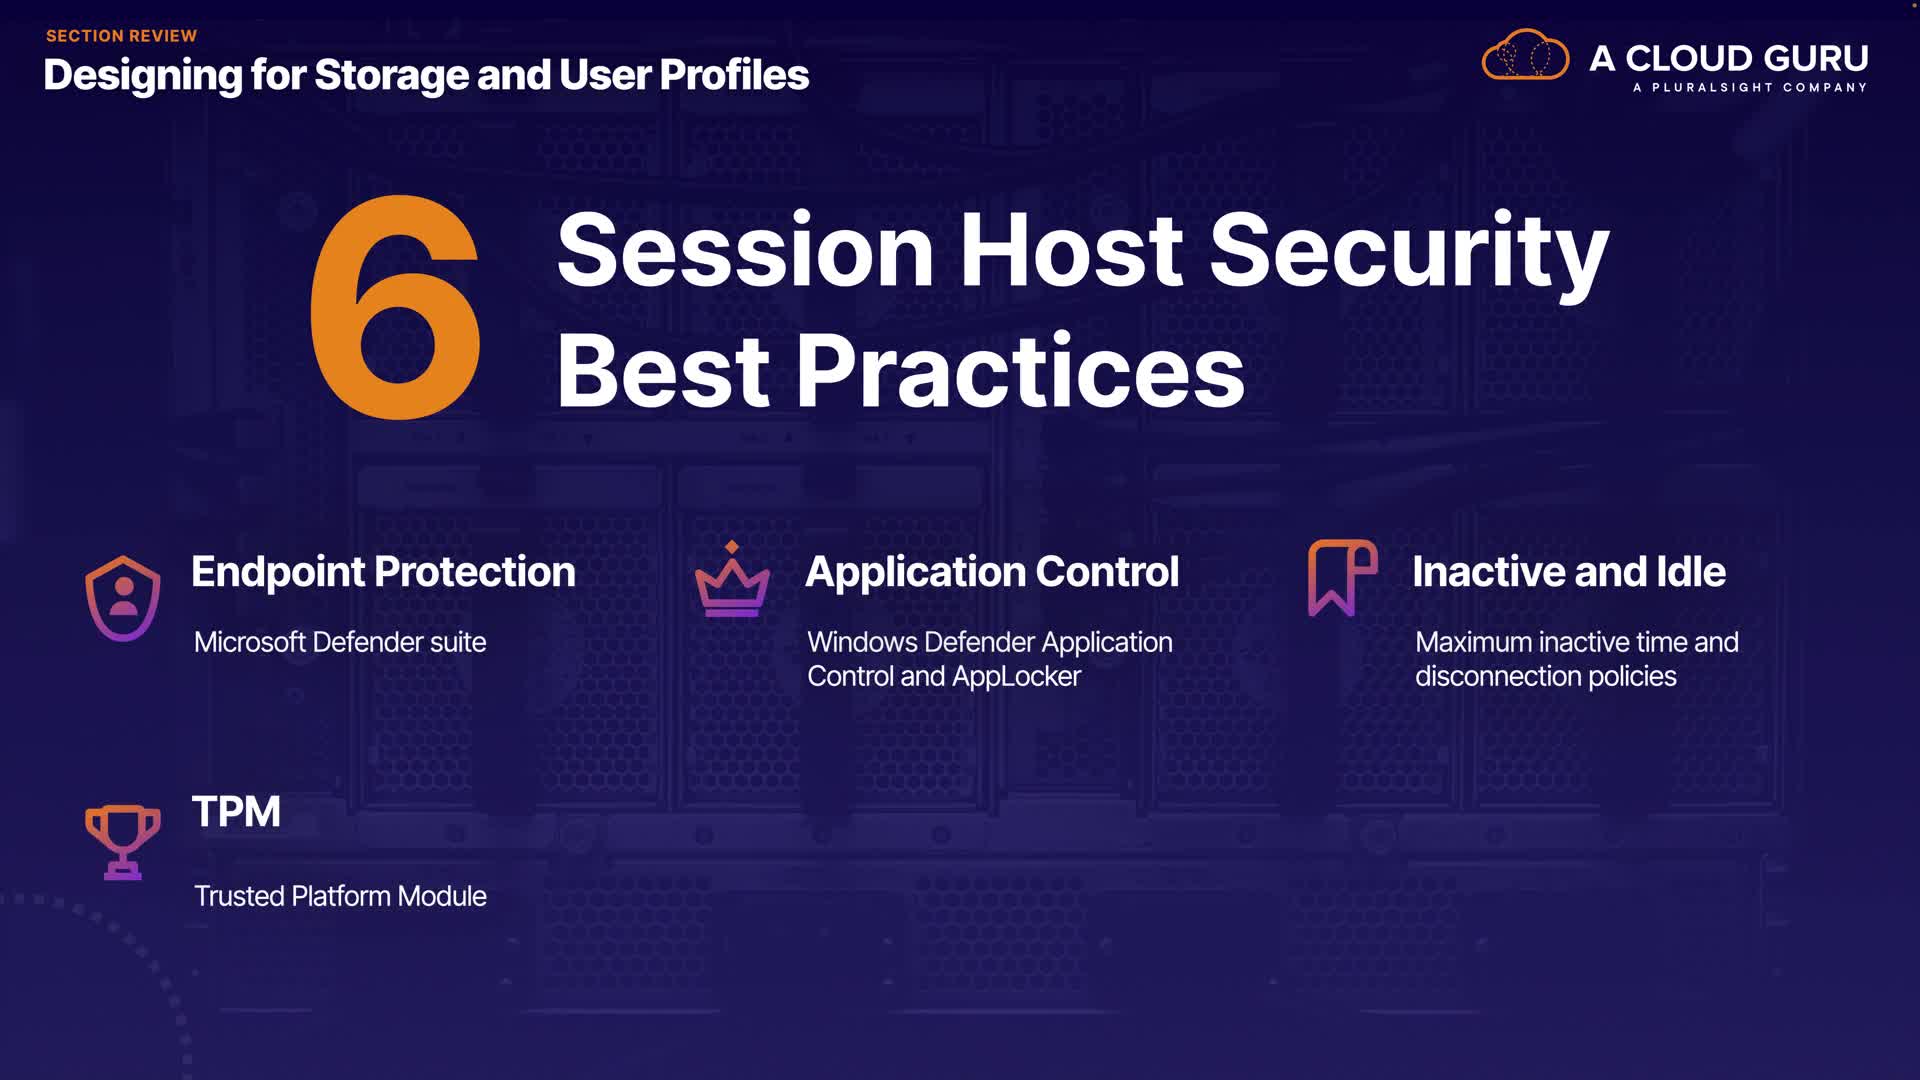 SECTION REVIEW
Designing for Storage and User Profiles
A CLOUD GURU
A PLURALSIGHT COMPANY
6
Session Host Security
Best Practices
Endpoint Protection
Microsoft Defender suite
Application Control
Windows Defender Application
Control and AppLocker
Inactive and Idle
Maximum inactive time and
disconnection policies
TPM
Trusted Platform Module